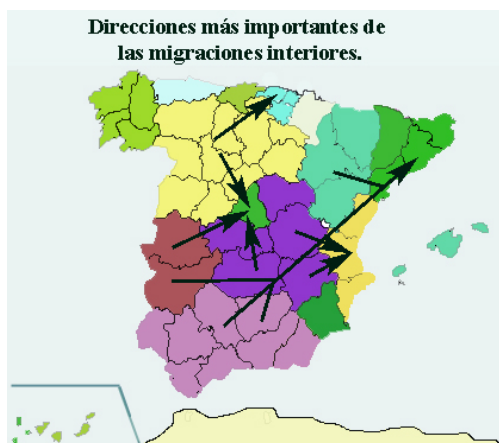 Direcciones más importantes de
las migraciones interiores.